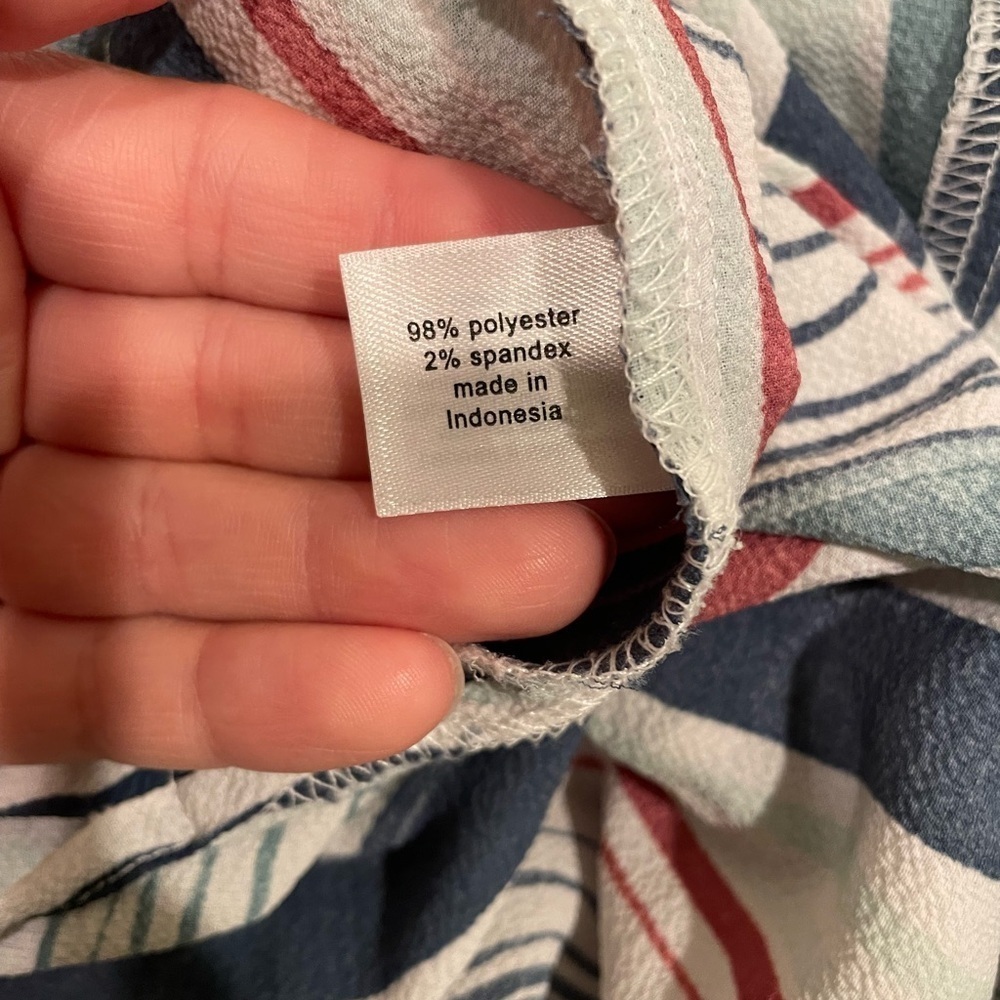 98% polyester
2% spandex
made in
Indonesia